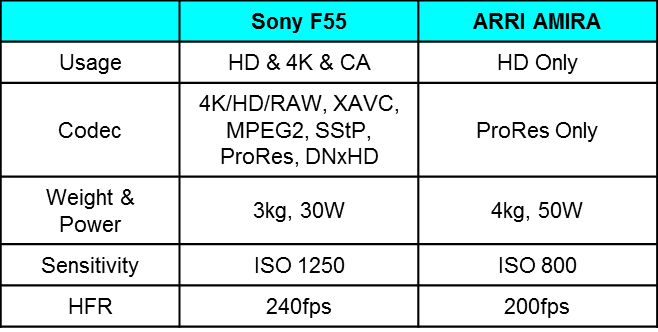 Sony F55 ARRI AMIRA
Usage HD & 4K & CA HD Only
Codec 4K/HD/RAW, XAVC, MPEG2, SStP, ProRes, DNxHD ProRes Only
Weight & Power 3kg, 30W 4kg, 50W
Sensitivity ISO 1250 ISO 800
HFR 240fps 200fps